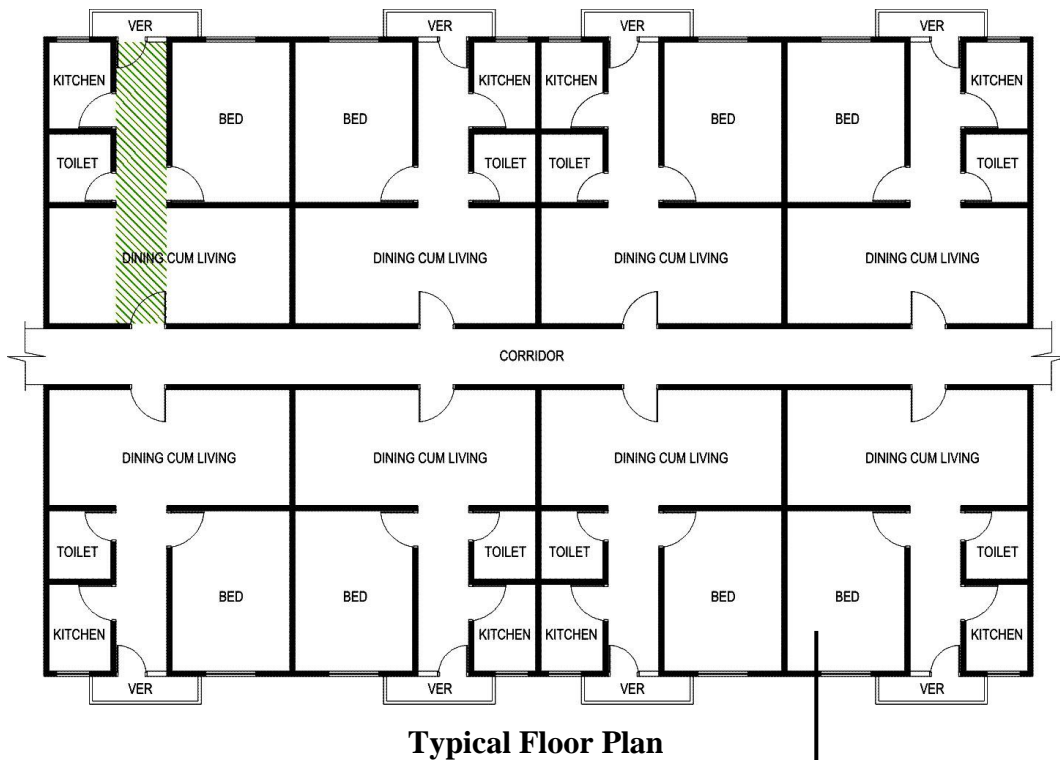 VER VER VER VER
KITCHEN BED BED KITCHEN KITCHEN BED BED KITCHEN
TOILET TOILET TOILET TOILET
DINING CUM LIVING DINING CUM LIVING DINING CUM LIVING DINING CUM LIVING
CORRIDOR
DINING CUM LIVING DINING CUM LIVING DINING CUM LIVING DINING CUM LIVING
TOILET TOILET TOILET TOILET
BED BED BED BED
KITCHEN KITCHEN KITCHEN KITCHEN
VER VER VER VER
Typical Floor Plan